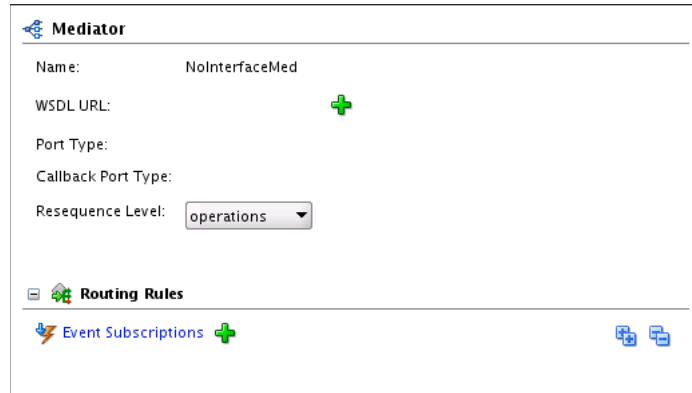 Mediator
Name: NoInterfaceMed
WSDL URL:
Port Type:
Callback Port Type:
Resequence Level: operations
Routing Rules
Event Subscriptions